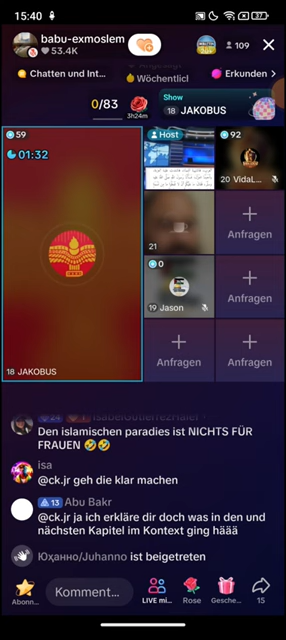 15:40
37
babu-exmoslem
53.4K
109
Chatten und Int...
Wöchentlicl
Erkunden
0/83
3h24m
Show
18 JAKOBUS
59
01:32
Host
92
20 VidaL...
21
Anfragen
0
19 Jason
Anfragen
Anfragen
Anfragen
18 JAKOBUS
Den islamischen paradies ist NICHTS FÜR
FRAUEN 🤣🤣
isa
@ck.jr geh die klar machen
13 Abu Bakr
@ck.jr ja ich erkläre dir doch was in den und
nächsten Kapitel im Kontext ging häää
Юҳанно/Juhanno ist beigetreten
Abonn...
Komment...
LIVE mi...
Rose
Gesche...
15